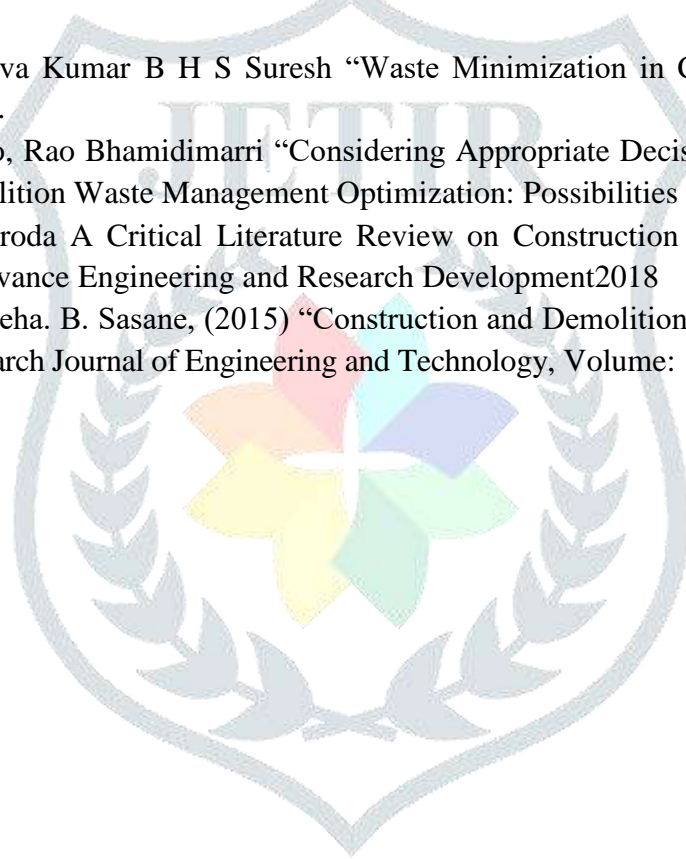 va Kumar B H S Suresh “Waste Minimization in C
.
o, Rao Bhamidimarri “Considering Appropriate Decis
lition Waste Management Optimization: Possibilities
roda A Critical Literature Review on Construction
vance Engineering and Research Development2018
eha. B. Sasane, (2015) “Construction and Demolition
arch Journal of Engineering and Technology, Volume:
JETIR